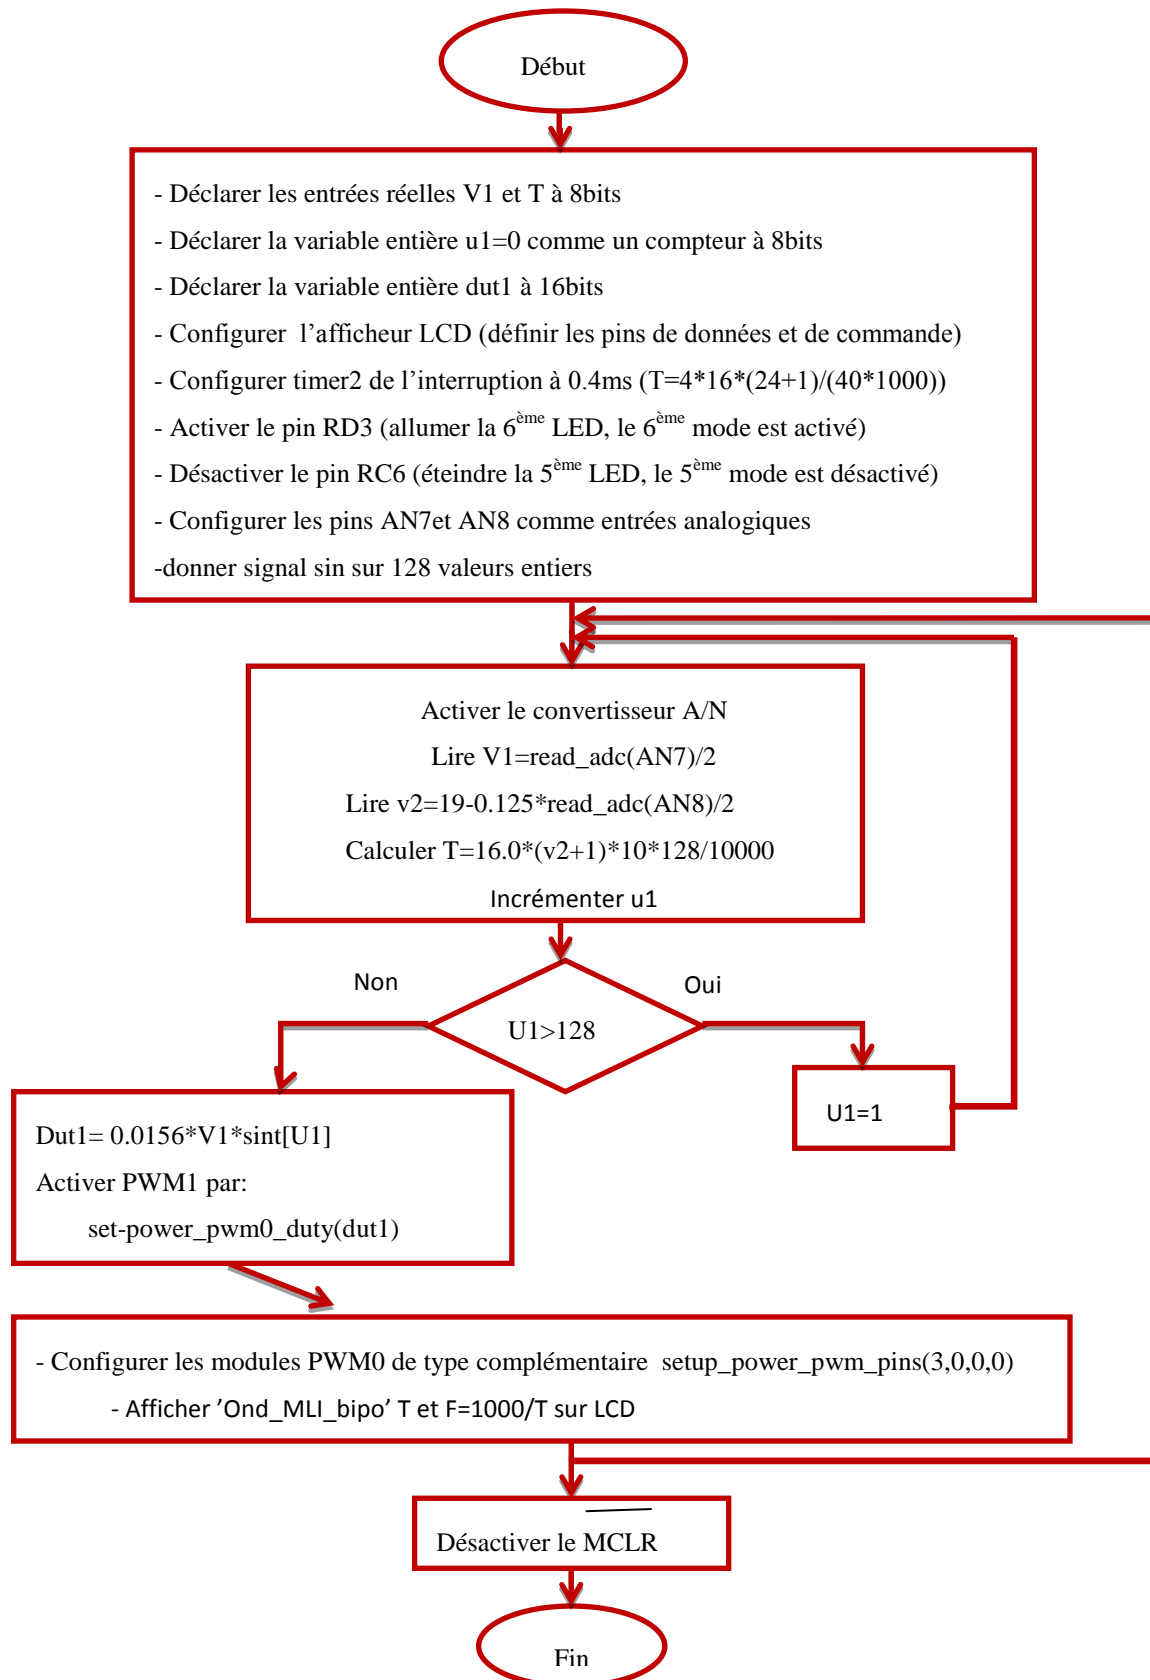 Début
- Déclarer les entrées réelles V1 et T à 8bits
- Déclarer la variable entière u1=0 comme un compteur à 8bits
- Déclarer la variable entière dut1 à 16bits
- Configurer l’afficheur LCD (définir les pins de données et de commande)
- Configurer timer2 de l’interruption à 0.4ms (T=4*16*(24+1)/(40*1000))
- Activer le pin RD3 (allumer la 6ème LED, le 6ème mode est activé)
- Désactiver le pin RC6 (éteindre la 5ème LED, le 5ème mode est désactivé)
- Configurer les pins AN7et AN8 comme entrées analogiques
-donner signal sin sur 128 valeurs entiers
Activer le convertisseur A/N
Lire V1=read_adc(AN7)/2
Lire v2=19-0.125*read_adc(AN8)/2
Calculer T=16.0*(v2+1)*10*128/10000
Incrémenter u1
Non
Oui
U1>128
U1=1
Dut1= 0.0156*V1*sint[U1]
Activer PWM1 par:
set-power_pwm0_duty(dut1)
- Configurer les modules PWM0 de type complémentaire setup_power_pwm_pins(3,0,0,0)
- Afficher ’Ond_MLI_bipo’ T et F=1000/T sur LCD
Désactiver le MCLR
Fin